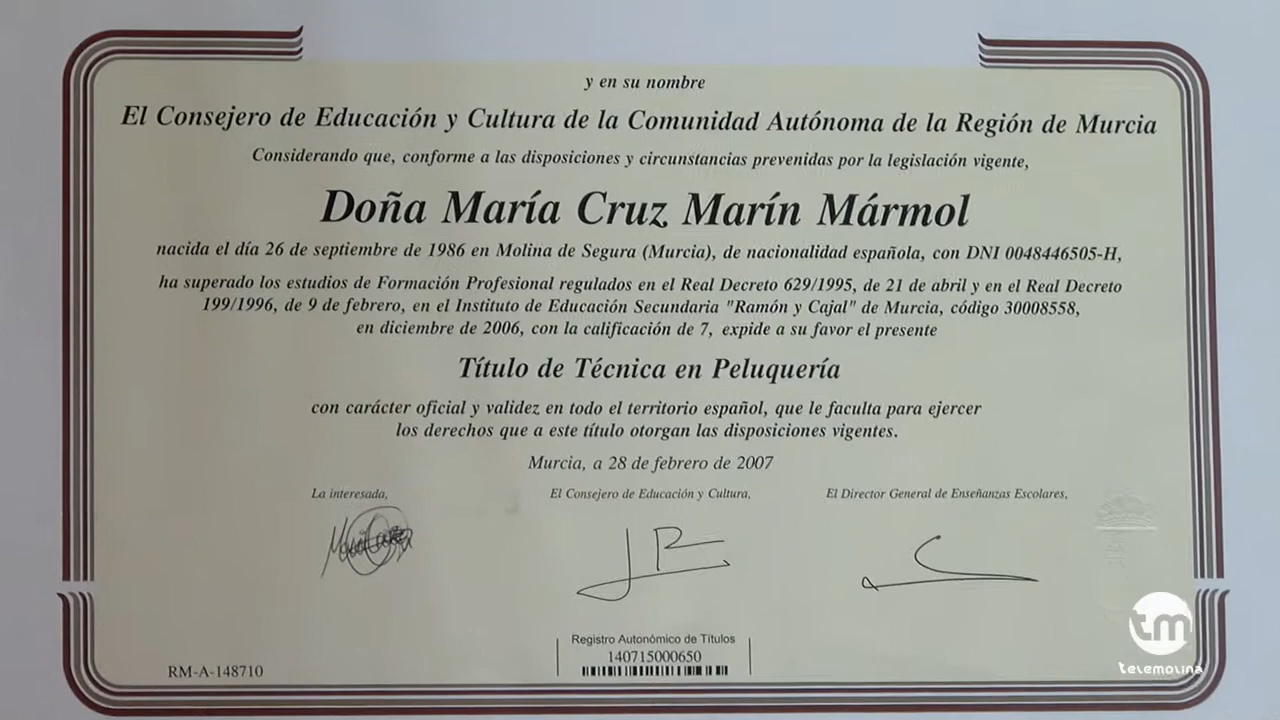 y en su nombre
El Consejero de Educación y Cultura de la Comunidad Autónoma de la Región de Murcia
Considerando que, conforme a las disposiciones y circunstancias prevenidas por la legislación vigente,
Doña María Cruz Marín Mármol
nacida el día 26 de septiembre de 1986 en Molina de Segura (Murcia), de nacionalidad española, con DNI 0048446505-H,
ha superado los estudios de Formación Profesional regulados en el Real Decreto 629/1995, de 21 de abril y en el Real Decreto
199/1996, de 9 de febrero, en el Instituto de Educación Secundaria "Ramón y Cajal" de Murcia, código 30008558,
en diciembre de 2006, con la calificación de 7, expide a su favor el presente
Título de Técnica en Peluquería
con carácter oficial y validez en todo el territorio español, que le faculta para ejercer
los derechos que a este título otorgan las disposiciones vigentes.
Murcia, a 28 de febrero de 2007
La interesada,
El Consejero de Educación y Cultura,
El Director General de Enseñanzas Escolares,
Registro Autonómico de Títulos
140715000650
RM-A-148710
tm
telemolina